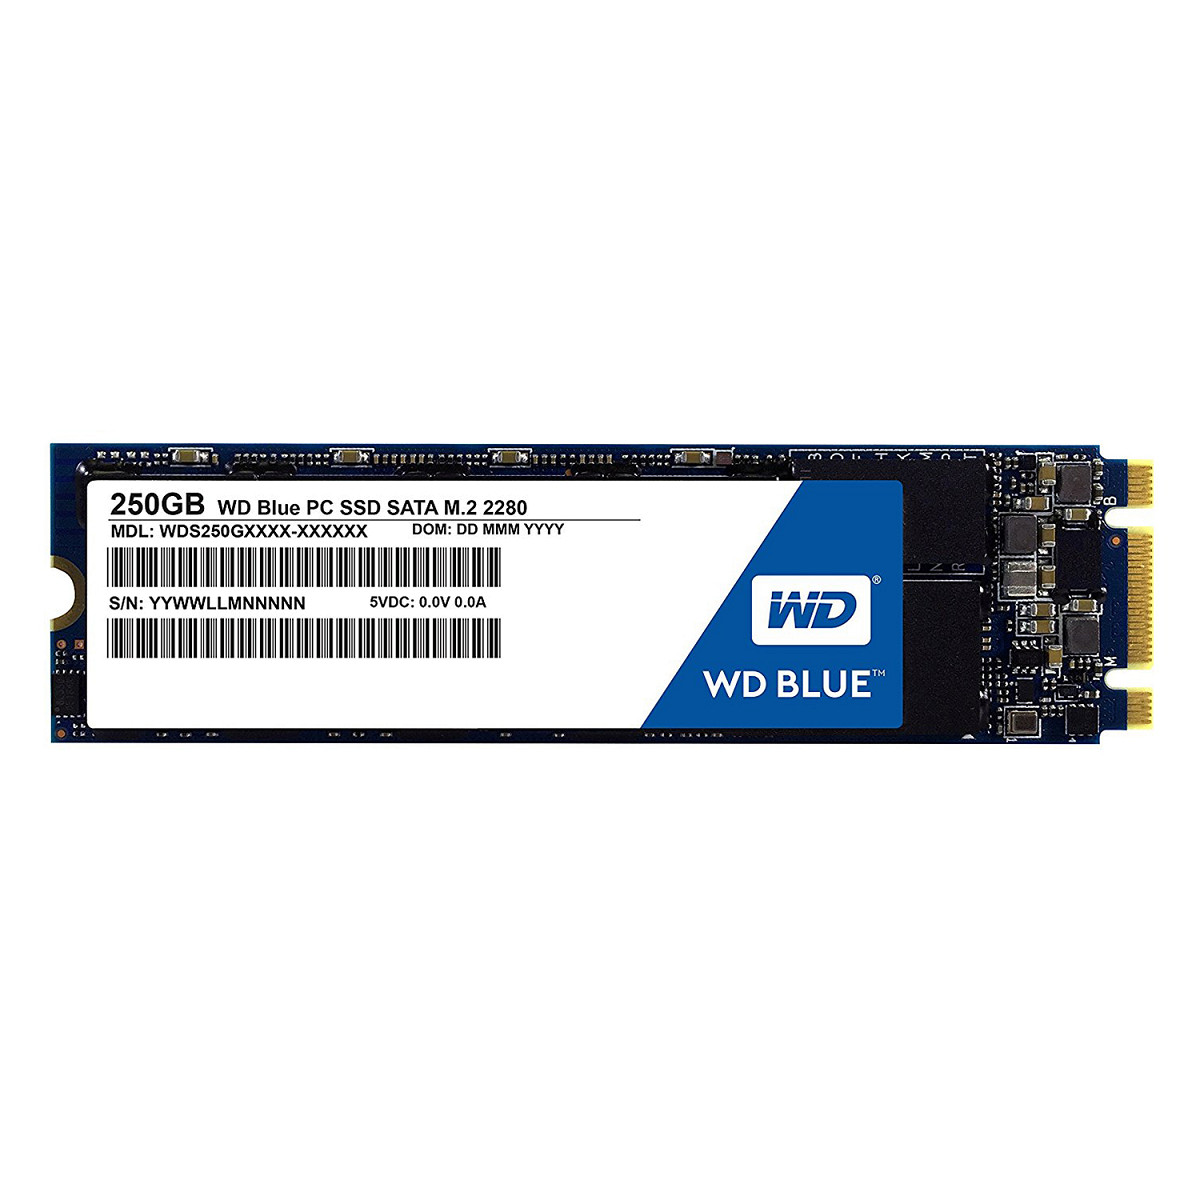 250GB WD Blue PC SSD SATA M.2 2280
MDL: WDS250GXXXX-XXXXXX DOM: DD MMM YYYY
S/N: YYWWLLMNNNNN 5VDC: 0.0V 0.0A
WD®
WD BLUE™
B
M